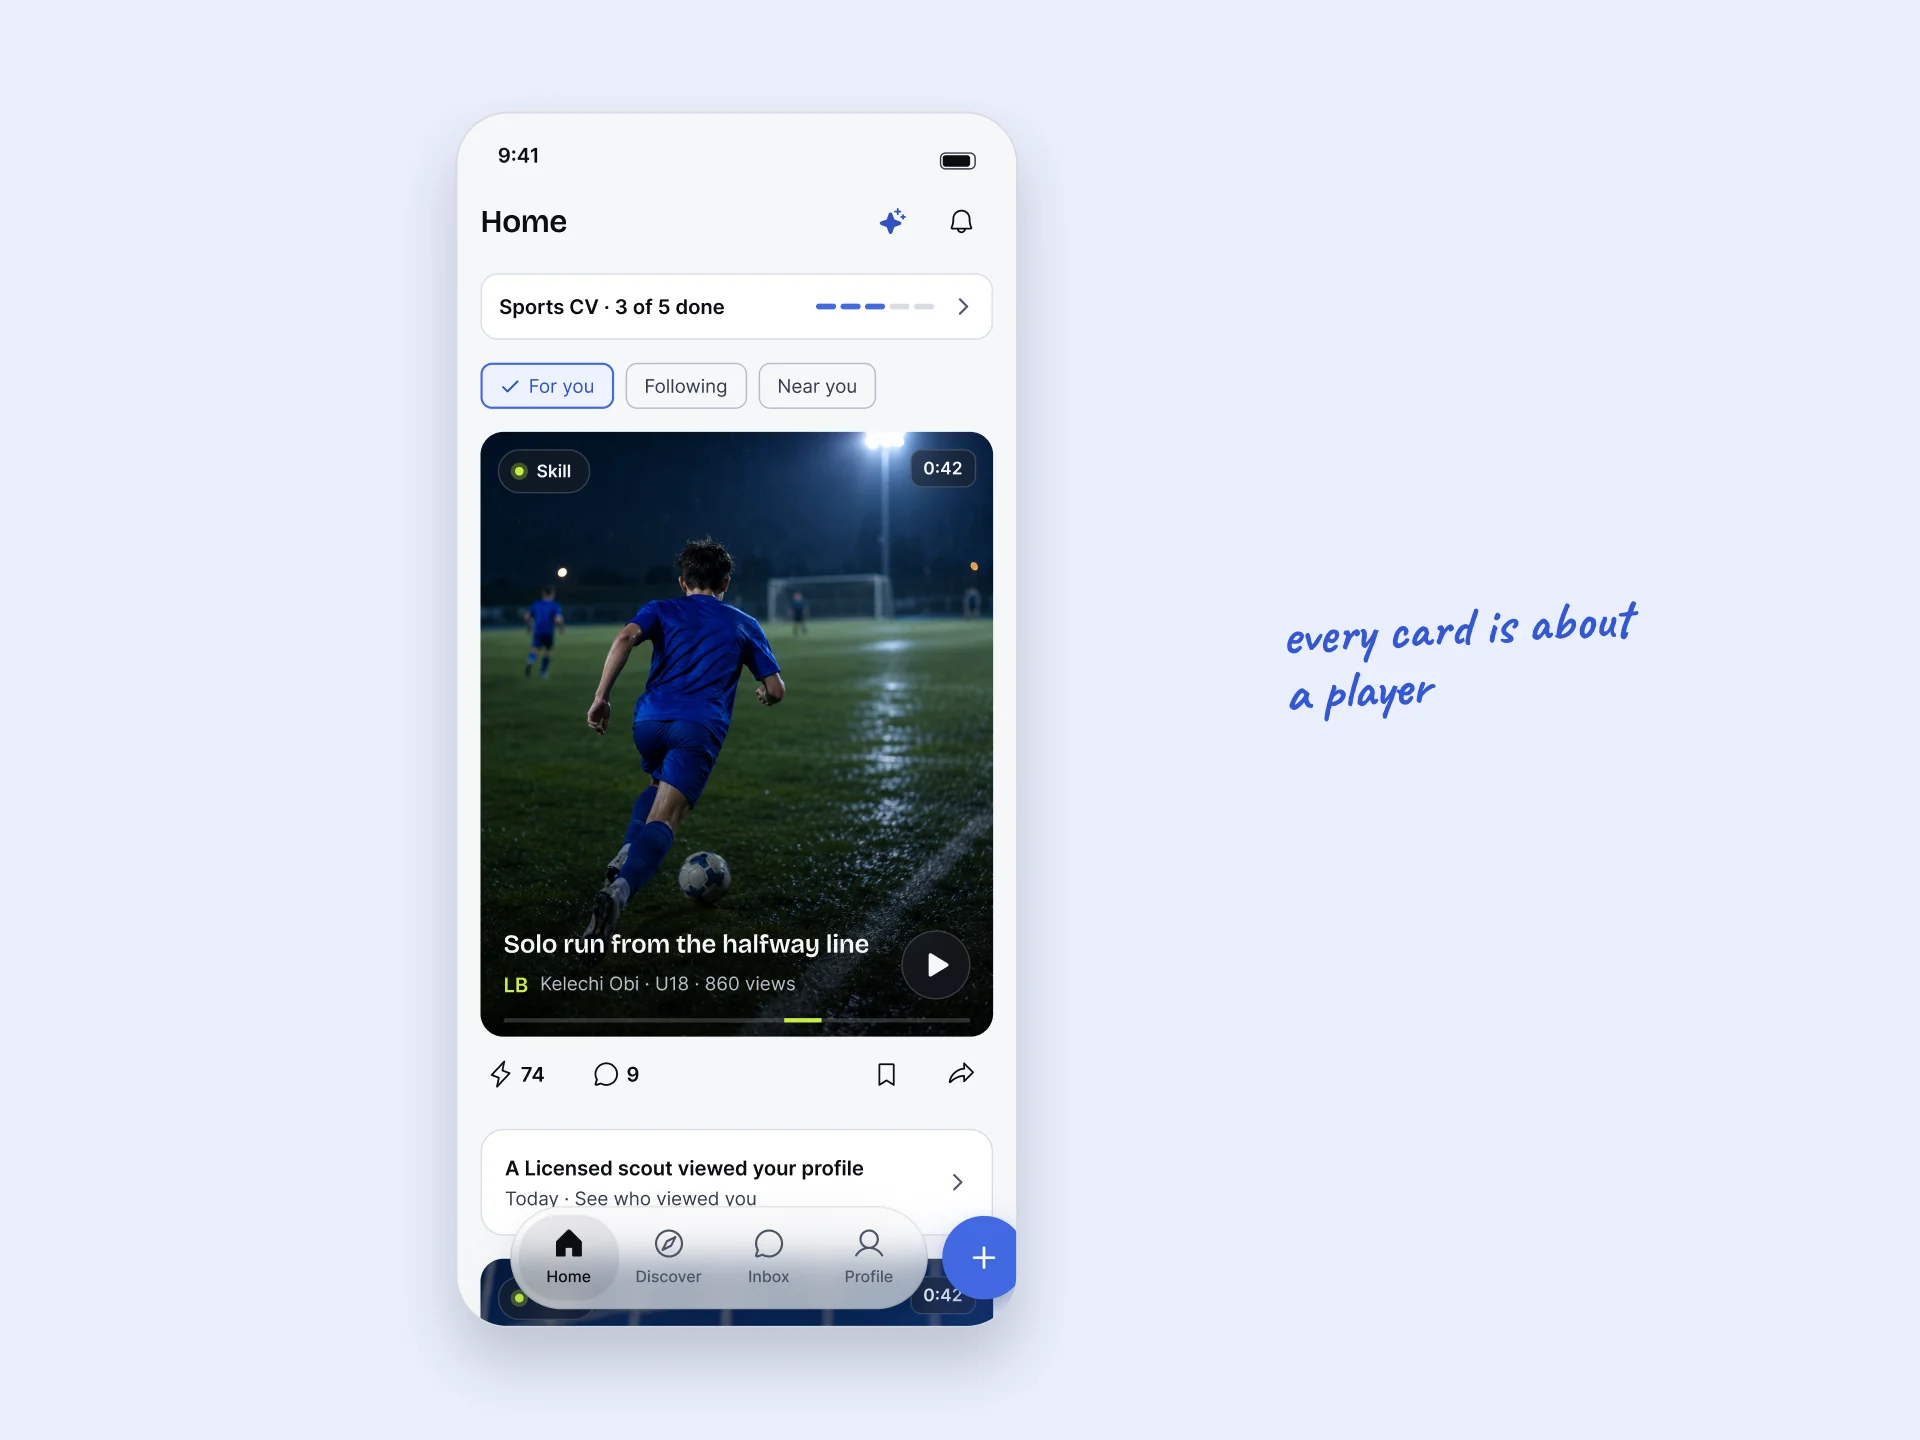 9:41
Home
Sports CV · 3 of 5 done
For you
Following
Near you
Skill
0:42
Solo run from the halfway line
LB Kelechi Obi · U18 · 860 views
74
9
A Licensed scout viewed your profile
Today · See who viewed you
Home
Discover
Inbox
Profile
0:42
every card is about
a player